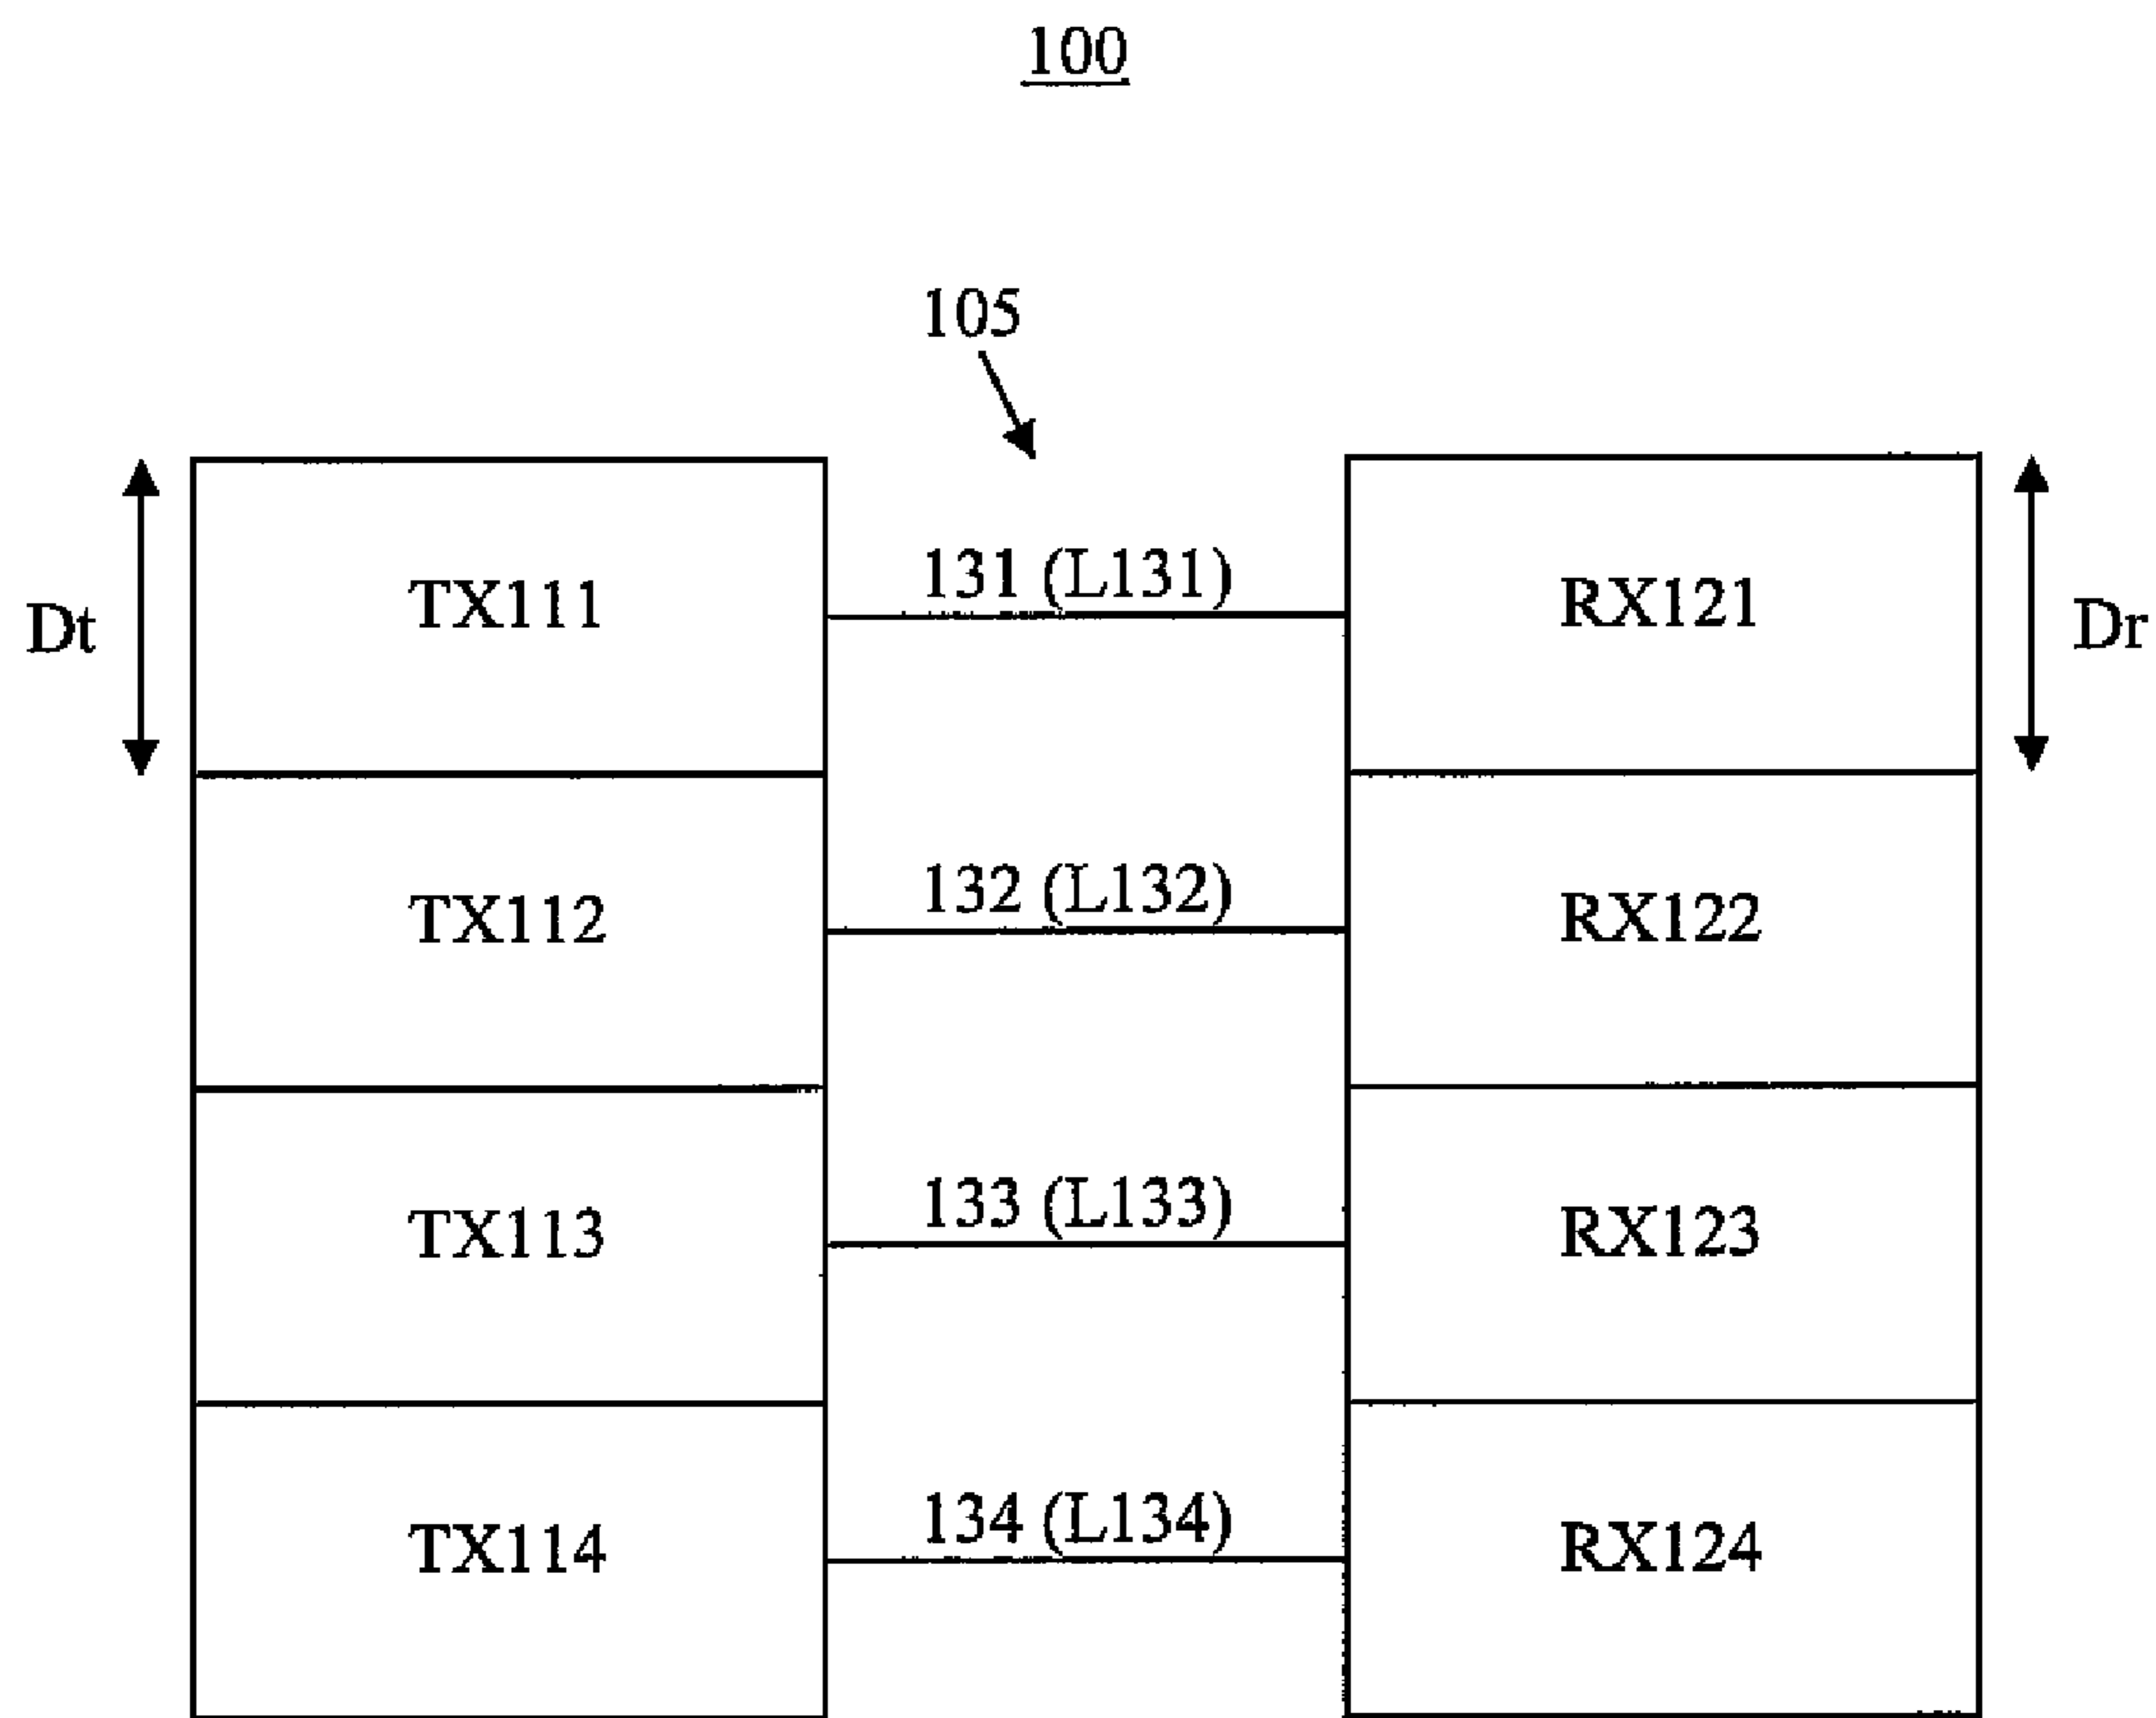 100
105
131 (L131)
TX111
RX121
Dt
Dr
132 (L132)
TX112
RX122
133 (L133)
TX113
RX123
134 (L134)
TX114
RX124